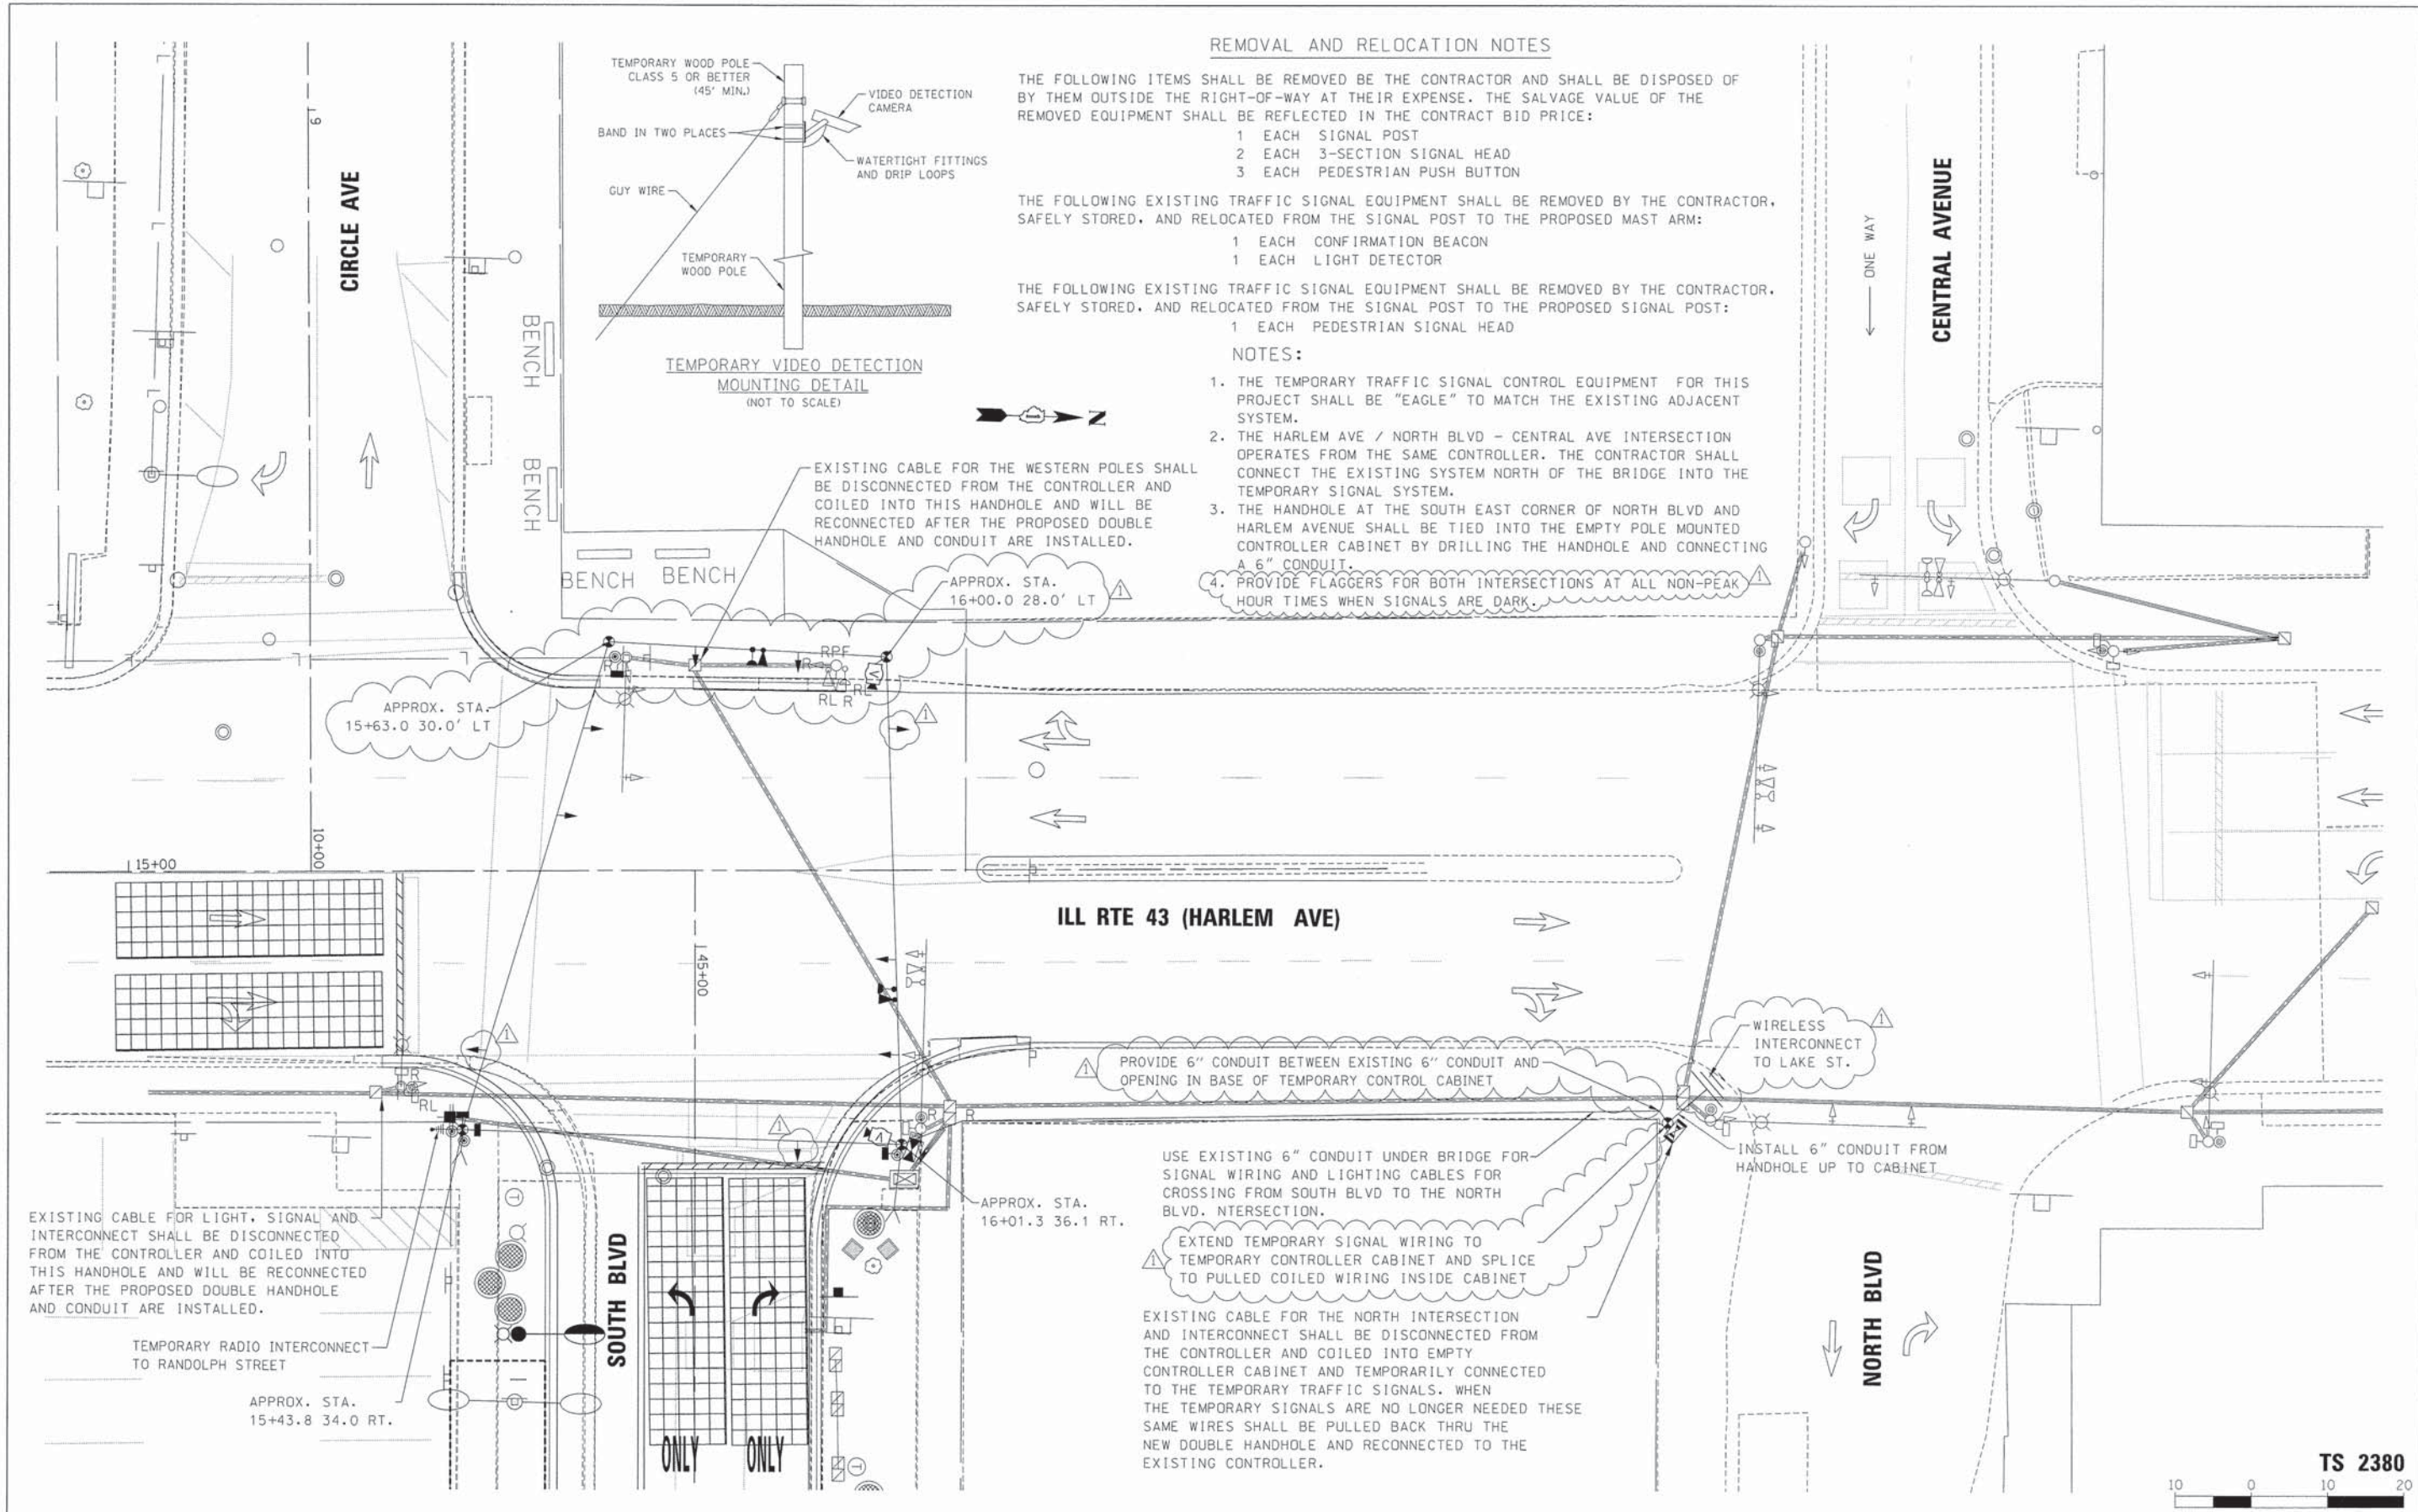 REMOVAL AND RELOCATION NOTES
THE FOLLOWING ITEMS SHALL BE REMOVED BE THE CONTRACTOR AND SHALL BE DISPOSED OF
BY THEM OUTSIDE THE RIGHT-OF-WAY AT THEIR EXPENSE. THE SALVAGE VALUE OF THE
REMOVED EQUIPMENT SHALL BE REFLECTED IN THE CONTRACT BID PRICE:
1 EACH SIGNAL POST
2 EACH 3-SECTION SIGNAL HEAD
3 EACH PEDESTRIAN PUSH BUTTON
THE FOLLOWING EXISTING TRAFFIC SIGNAL EQUIPMENT SHALL BE REMOVED BY THE CONTRACTOR,
SAFELY STORED, AND RELOCATED FROM THE SIGNAL POST TO THE PROPOSED MAST ARM:
1 EACH CONFIRMATION BEACON
1 EACH LIGHT DETECTOR
THE FOLLOWING EXISTING TRAFFIC SIGNAL EQUIPMENT SHALL BE REMOVED BY THE CONTRACTOR,
SAFELY STORED, AND RELOCATED FROM THE SIGNAL POST TO THE PROPOSED SIGNAL POST:
1 EACH PEDESTRIAN SIGNAL HEAD
NOTES:
1. THE TEMPORARY TRAFFIC SIGNAL CONTROL EQUIPMENT FOR THIS
PROJECT SHALL BE "EAGLE" TO MATCH THE EXISTING ADJACENT
SYSTEM.
2. THE HARLEM AVE / NORTH BLVD - CENTRAL AVE INTERSECTION
OPERATES FROM THE SAME CONTROLLER. THE CONTRACTOR SHALL
CONNECT THE EXISTING SYSTEM NORTH OF THE BRIDGE INTO THE
TEMPORARY SIGNAL SYSTEM.
3. THE HANDHOLE AT THE SOUTH EAST CORNER OF NORTH BLVD AND
HARLEM AVENUE SHALL BE TIED INTO THE EMPTY POLE MOUNTED
CONTROLLER CABINET BY DRILLING THE HANDHOLE AND CONNECTING
A 6" CONDUIT.
4. PROVIDE FLAGGERS FOR BOTH INTERSECTIONS AT ALL NON-PEAK
HOUR TIMES WHEN SIGNALS ARE DARK.
1
TEMPORARY WOOD POLE
CLASS 5 OR BETTER
(45' MIN.)
VIDEO DETECTION
CAMERA
BAND IN TWO PLACES
WATERTIGHT FITTINGS
AND DRIP LOOPS
GUY WIRE
TEMPORARY
WOOD POLE
TEMPORARY VIDEO DETECTION
MOUNTING DETAIL
(NOT TO SCALE)
N
CIRCLE AVE
BENCH
BENCH
BENCH
BENCH
ONE WAY
CENTRAL AVENUE
EXISTING CABLE FOR THE WESTERN POLES SHALL
BE DISCONNECTED FROM THE CONTROLLER AND
COILED INTO THIS HANDHOLE AND WILL BE
RECONNECTED AFTER THE PROPOSED DOUBLE
HANDHOLE AND CONDUIT ARE INSTALLED.
APPROX. STA.
16+00.0 28.0' LT
1
APPROX. STA.
15+63.0 30.0' LT
R
R
RPF
RL
RL R
1
15+00
10+00
45+00
ILL RTE 43 (HARLEM AVE)
1
1
PROVIDE 6" CONDUIT BETWEEN EXISTING 6" CONDUIT AND
OPENING IN BASE OF TEMPORARY CONTROL CABINET
1
WIRELESS
INTERCONNECT
TO LAKE ST.
1
R
RL
R
R
INSTALL 6" CONDUIT FROM
HANDHOLE UP TO CABINET
USE EXISTING 6" CONDUIT UNDER BRIDGE FOR
SIGNAL WIRING AND LIGHTING CABLES FOR
CROSSING FROM SOUTH BLVD TO THE NORTH
BLVD. NTERSECTION.
APPROX. STA.
16+01.3 36.1 RT.
1
EXTEND TEMPORARY SIGNAL WIRING TO
TEMPORARY CONTROLLER CABINET AND SPLICE
TO PULLED COILED WIRING INSIDE CABINET
EXISTING CABLE FOR THE NORTH INTERSECTION
AND INTERCONNECT SHALL BE DISCONNECTED FROM
THE CONTROLLER AND COILED INTO EMPTY
CONTROLLER CABINET AND TEMPORARILY CONNECTED
TO THE TEMPORARY TRAFFIC SIGNALS. WHEN
THE TEMPORARY SIGNALS ARE NO LONGER NEEDED THESE
SAME WIRES SHALL BE PULLED BACK THRU THE
NEW DOUBLE HANDHOLE AND RECONNECTED TO THE
EXISTING CONTROLLER.
EXISTING CABLE FOR LIGHT, SIGNAL AND
INTERCONNECT SHALL BE DISCONNECTED
FROM THE CONTROLLER AND COILED INTO
THIS HANDHOLE AND WILL BE RECONNECTED
AFTER THE PROPOSED DOUBLE HANDHOLE
AND CONDUIT ARE INSTALLED.
TEMPORARY RADIO INTERCONNECT
TO RANDOLPH STREET
APPROX. STA.
15+43.8 34.0 RT.
T
T
SOUTH BLVD
ONLY
ONLY
NORTH BLVD
TS 2380
10 0 10 20